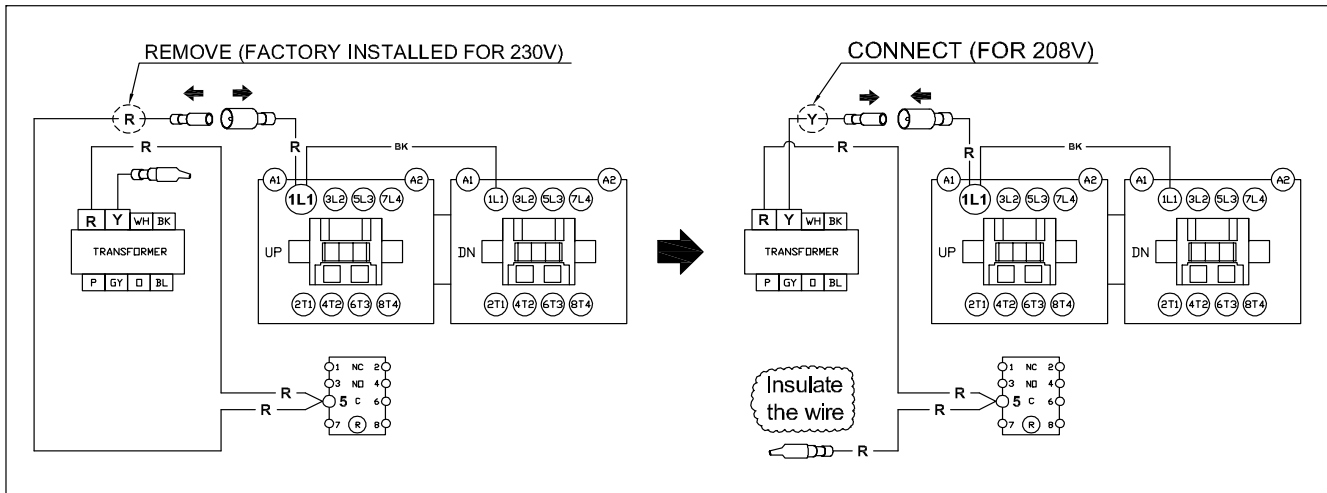 REMOVE (FACTORY INSTALLED FOR 230V)
R
R
R
BK
A1 A2 A1 A2
1L1 3L2 5L3 7L4 1L1 3L2 5L3 7L4
R Y WH BK
TRANSFORMER
UP DN
P GY O BL
2T1 4T2 6T3 8T4 2T1 4T2 6T3 8T4
1 NC 2
R
3 NO 4
5 C 6
R
7 R 8
CONNECT (FOR 208V)
Y
R
R
BK
A1 A2 A1 A2
1L1 3L2 5L3 7L4 1L1 3L2 5L3 7L4
R Y WH BK
TRANSFORMER
UP DN
P GY O BL
2T1 4T2 6T3 8T4 2T1 4T2 6T3 8T4
1 NC 2
R
3 NO 4
5 C 6
R
7 R 8
Insulate
the wire
R